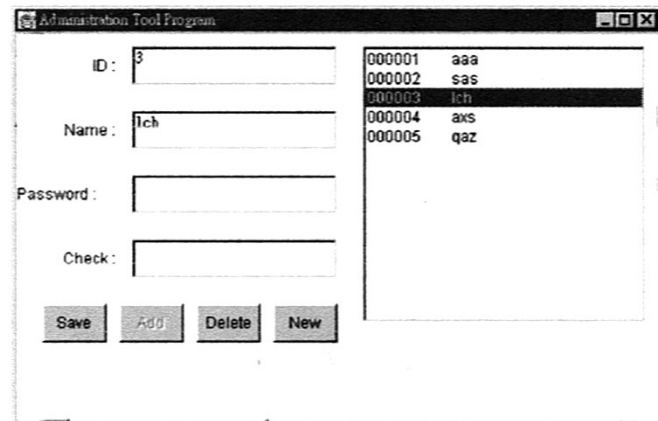 Administration Tool Program
ID :
3
Name :
lch
Password :
Check :
Save
Add
Delete
New
000001 aaa
000002 sas
000003 lch
000004 axs
000005 qaz